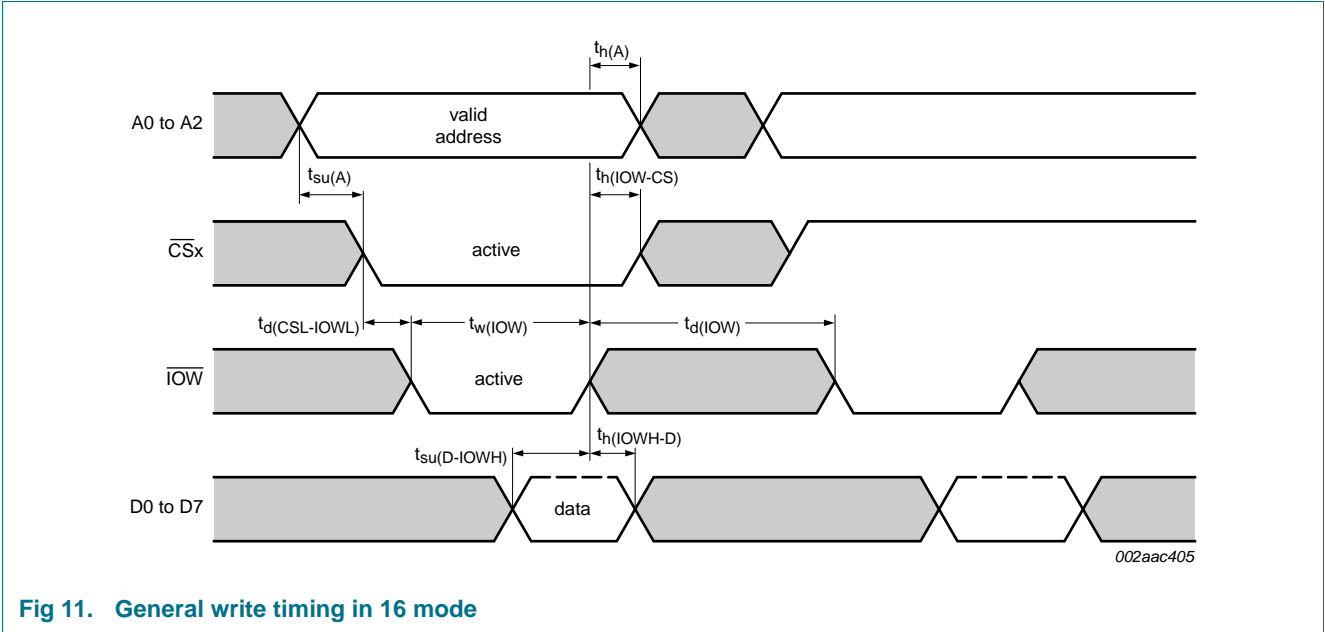 th(A)
A0 to A2
valid
address
tsu(A)
th(IOW-CS)
CSx
active
td(CSL-IOWL)
tw(IOW)
td(IOW)
IOW
active
tsu(D-IOWH)
th(IOWH-D)
D0 to D7
data
002aac405
Fig 11. General write timing in 16 mode